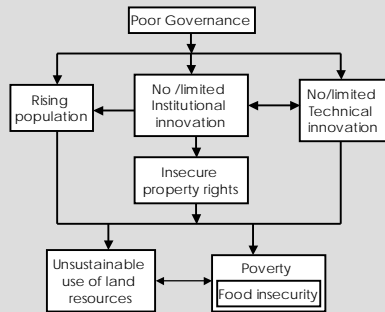 Poor Governance
Rising
population
No /limited
Institutional
innovation
No/limited
Technical
innovation
Insecure
property rights
Unsustainable
use of land
resources
Poverty
Food insecurity